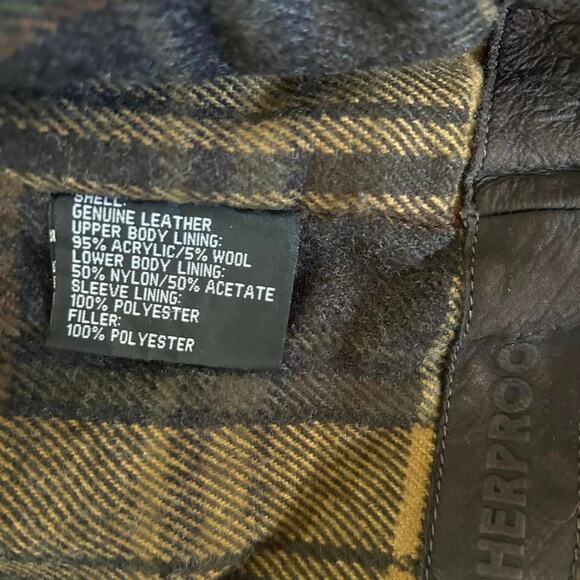 SHELL:
GENUINE LEATHER
UPPER BODY LINING:
95% ACRYLIC/5% WOOL
LOWER BODY LINING:
50% NYLON/50% ACETATE
SLEEVE LINING:
100% POLYESTER
FILLER:
100% POLYESTER
HERPROO